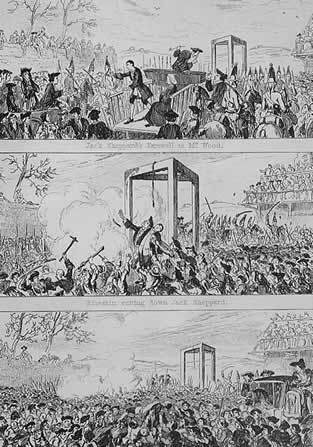 Jack Sheppard's Farewell to Mr. Wood.
Blueskin cutting down Jack Sheppard.